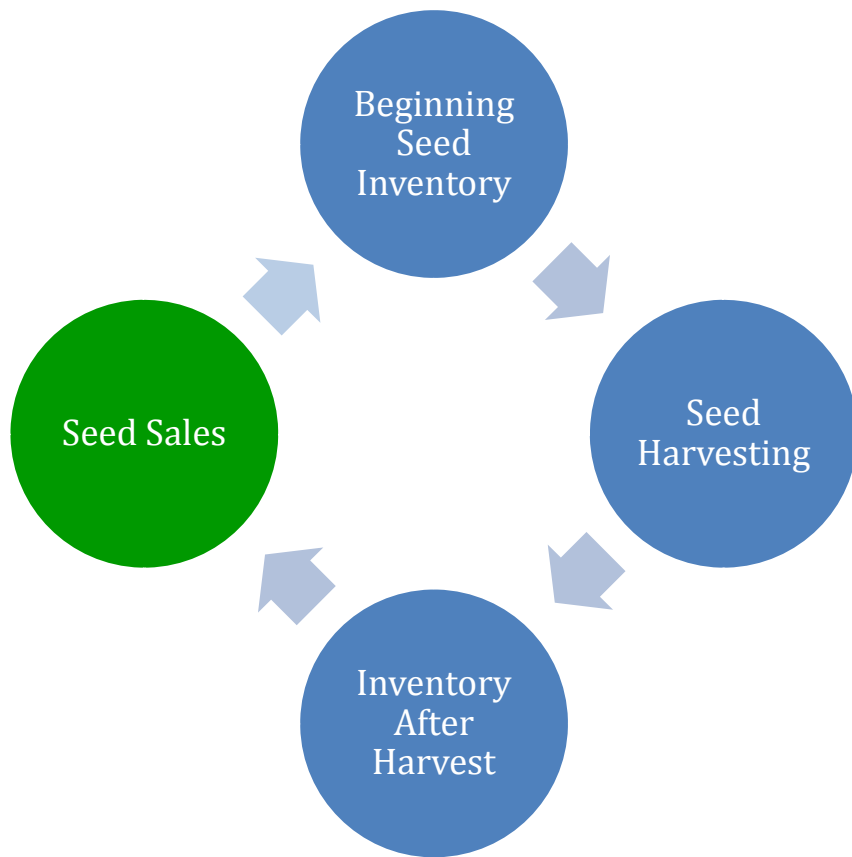 Beginning
Seed
Inventory
Seed
Harvesting
Inventory
After
Harvest
Seed Sales